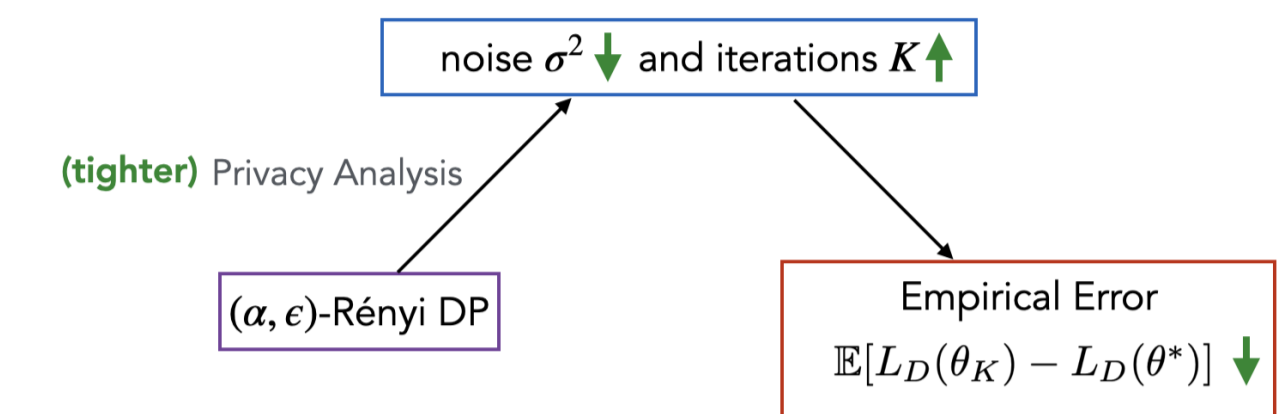 noise σ² ↓ and iterations K ↑
(tighter) Privacy Analysis
(α, ϵ)-Rényi DP
Empirical Error
𝔼[L_D(θ_K) − L_D(θ*)] ↓